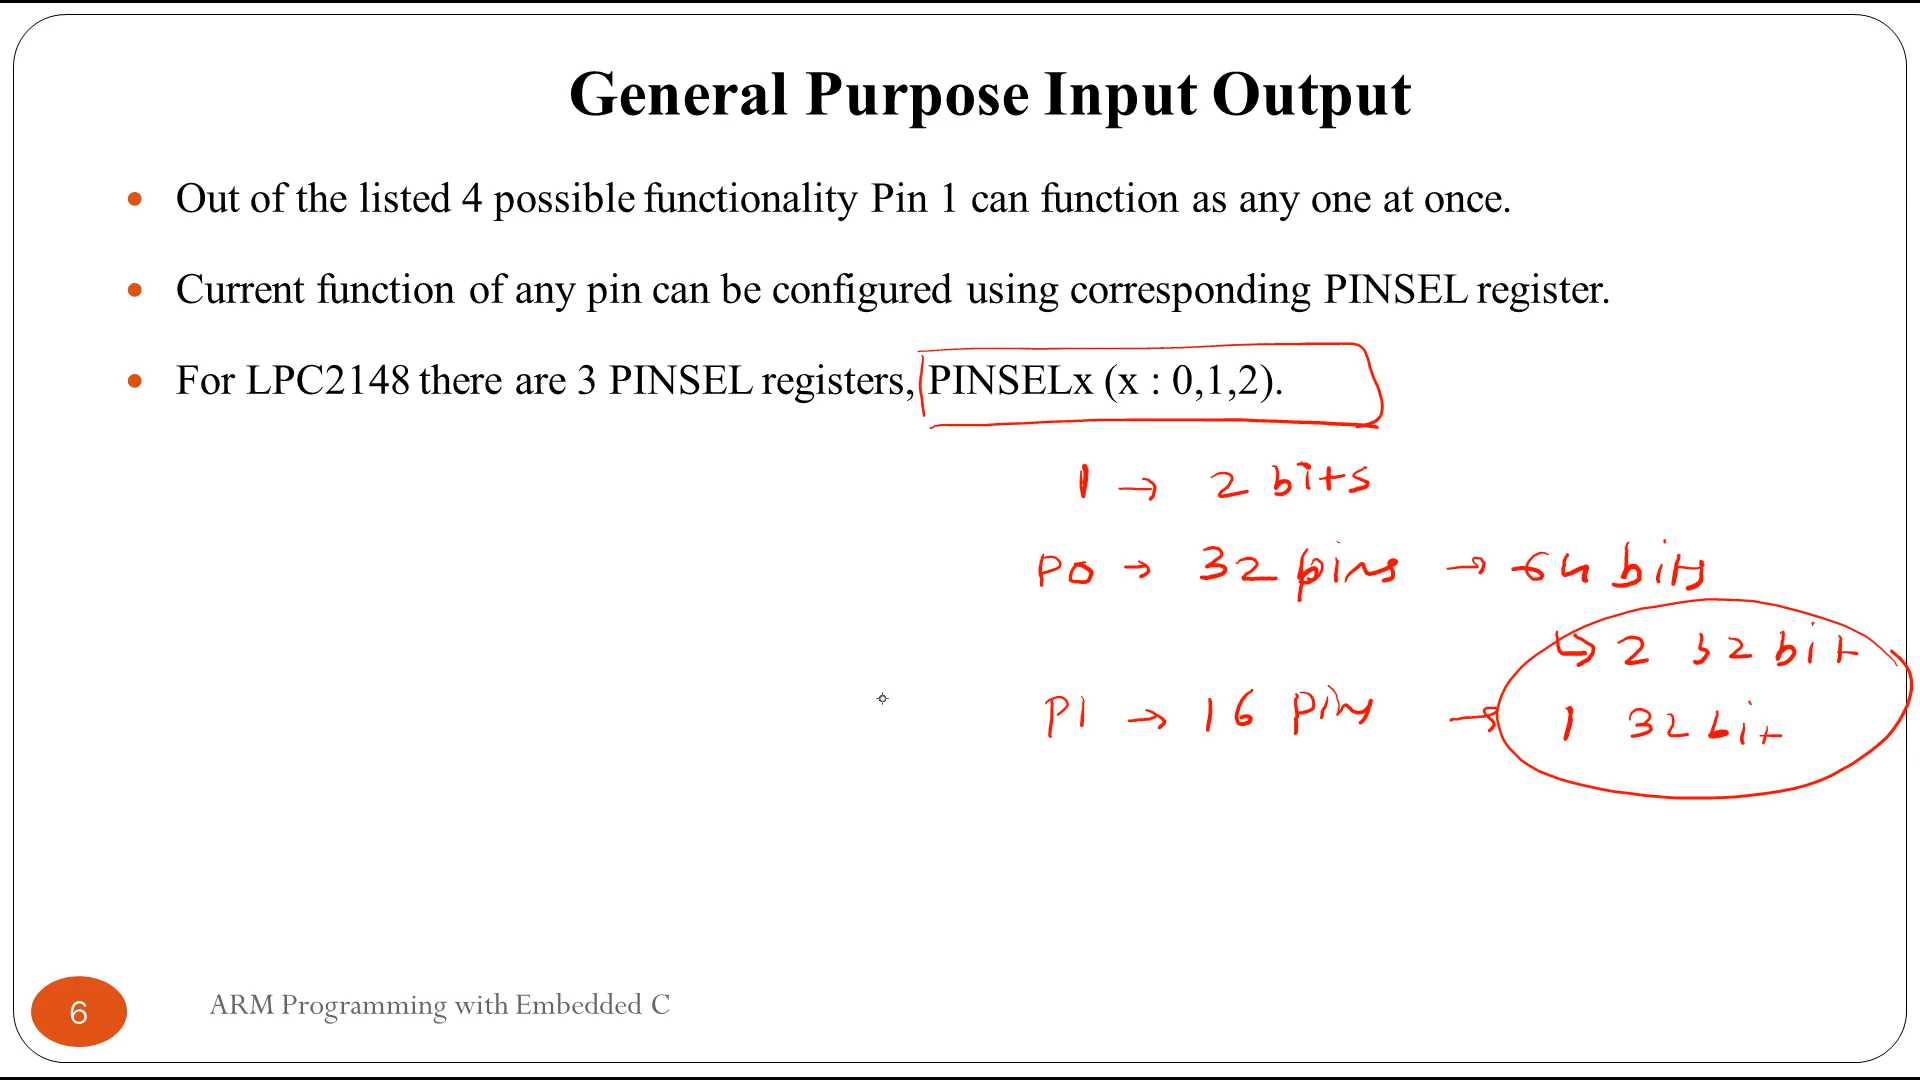 General Purpose Input Output
• Out of the listed 4 possible functionality Pin 1 can function as any one at once.
• Current function of any pin can be configured using corresponding PINSEL register.
• For LPC2148 there are 3 PINSEL registers, PINSELx (x : 0,1,2).
1 → 2 bits
P0 → 32 pins → 64 bits
↳ 2 32 bit
P1 → 16 pins → 1 32 bit
6 ARM Programming with Embedded C